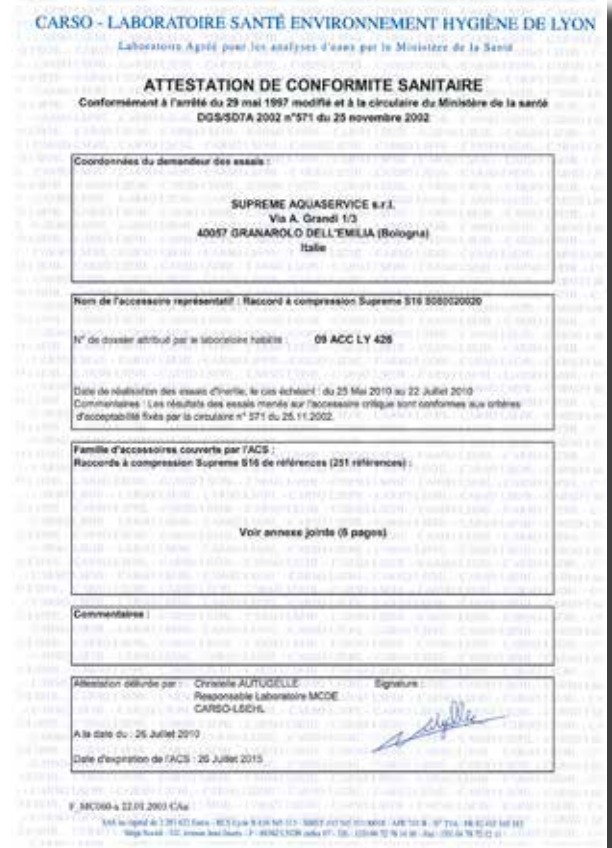 CARSO - LABORATOIRE SANTÉ ENVIRONNEMENT HYGIÈNE DE LYON
Laboratoire Agréé pour les analyses d'eaux par le Ministère de la Santé
ATTESTATION DE CONFORMITE SANITAIRE
Conformément à l'arrêté du 29 mai 1997 modifié et à la circulaire du Ministère de la santé
DGS/SD7A 2002 n°571 du 25 novembre 2002
Coordonnées du demandeur des essais :
SUPREME AQUASERVICE s.r.l.
Via A. Grandi 1/3
40057 GRANAROLO DELL'EMILIA (Bologna)
Italie
Nom de l'accessoire représentatif : Raccord à compression Supreme S16 S080020020
N° de dossier attribué par le laboratoire habilité : 09 ACC LY 426
Date de réalisation des essais d'inertie, le cas échéant : du 25 Mai 2010 au 22 Juillet 2010
Commentaires : Les résultats des essais menés sur l'accessoire critique sont conformes aux critères
d'acceptabilité fixés par la circulaire n° 571 du 25.11.2002.
Famille d'accessoires couverte par l'ACS :
Raccords à compression Supreme S16 de références (251 références) :
Voir annexe jointe (6 pages)
Commentaires :
Attestation délivrée par : Christelle AUTUGELLE Signature :
Responsable Laboratoire MCDE
CARSO-LSEHL
A la date du : 26 Juillet 2010
Date d'expiration de l'ACS : 26 Juillet 2015
F_MC060-a 22.01.2003 CAu